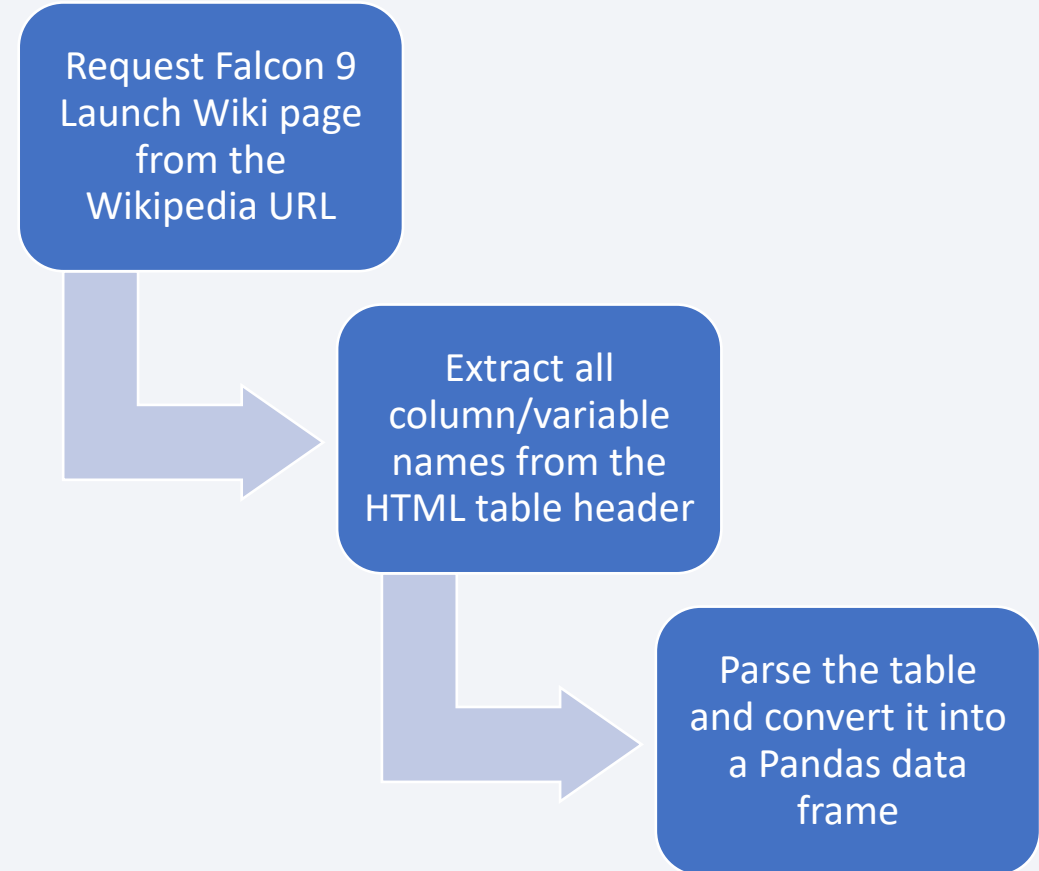 Request Falcon 9
Launch Wiki page
from the
Wikipedia URL
Extract all
column/variable
names from the
HTML table header
Parse the table
and convert it into
a Pandas data
frame